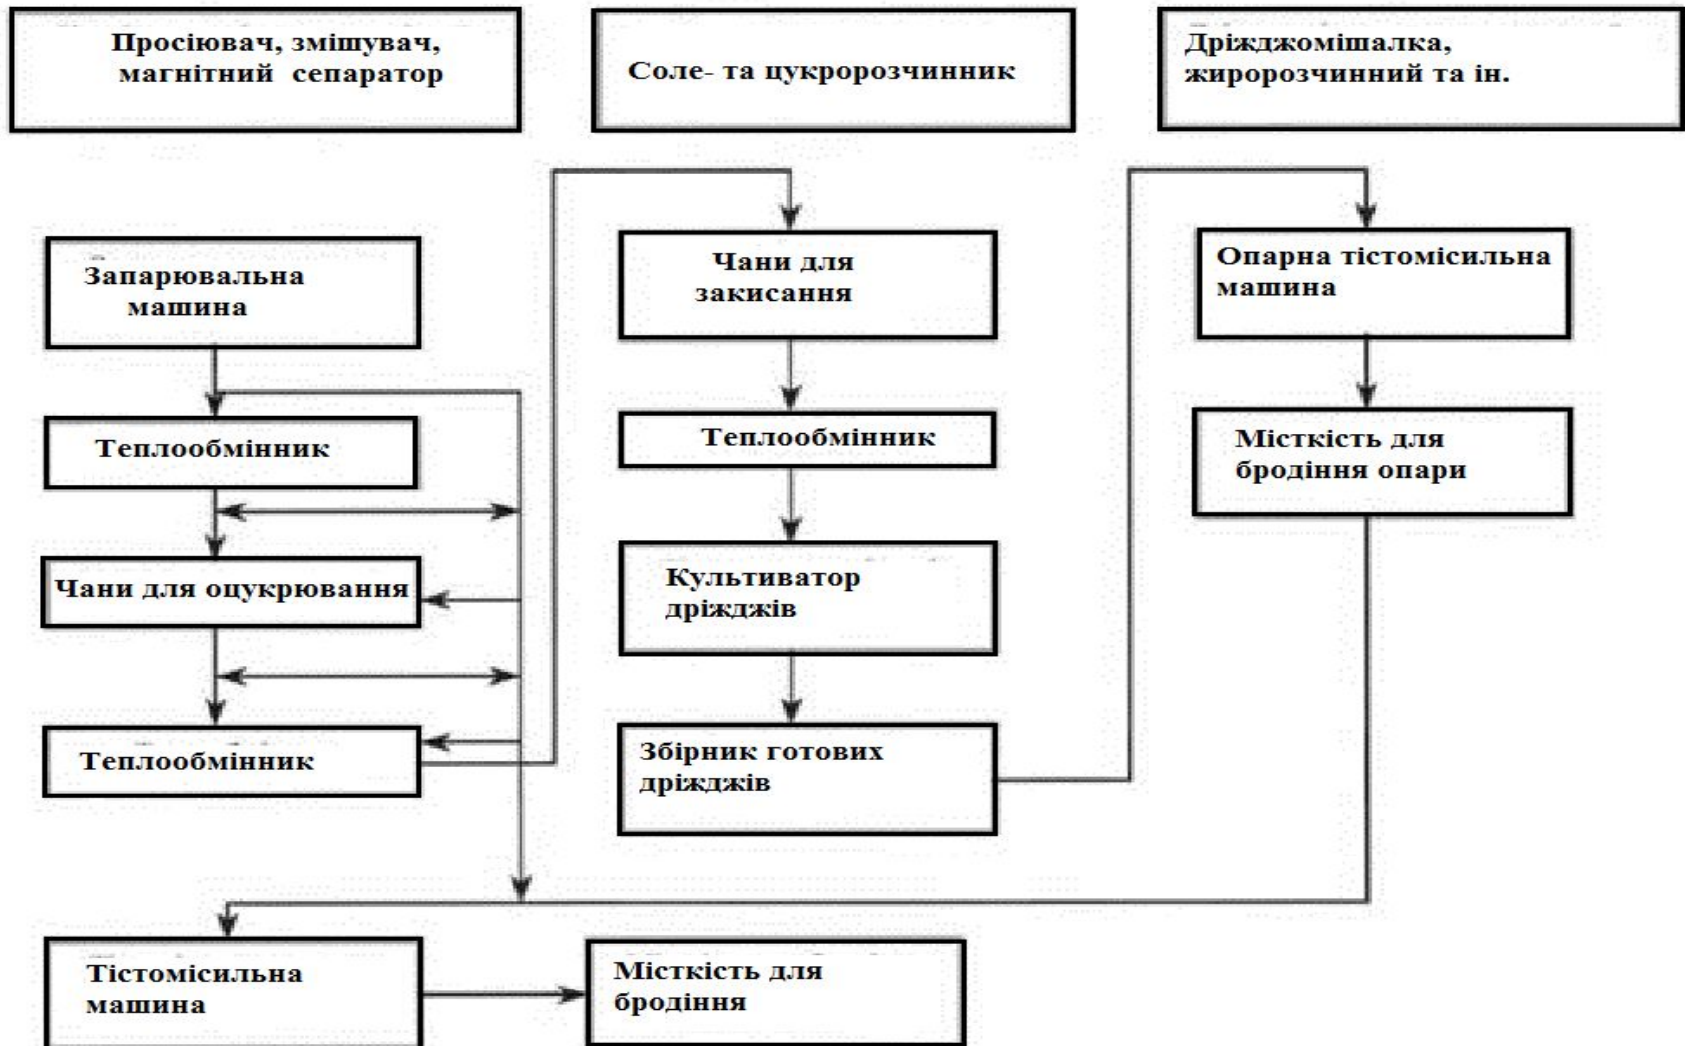 Просіювач, змішувач,
магнітний сепаратор
Соле- та цукророзчинник
Дріжджомішалка,
жиророзчинний та ін.
Запарювальна
машина
Теплообмінник
Чани для оцукрювання
Теплообмінник
Чани для
закисання
Теплообмінник
Культиватор
дріжджів
Збірник готових
дріжджів
Опарна тістомісильна
машина
Місткість для
бродіння опари
Тістомісильна
машина
Місткість для
бродіння